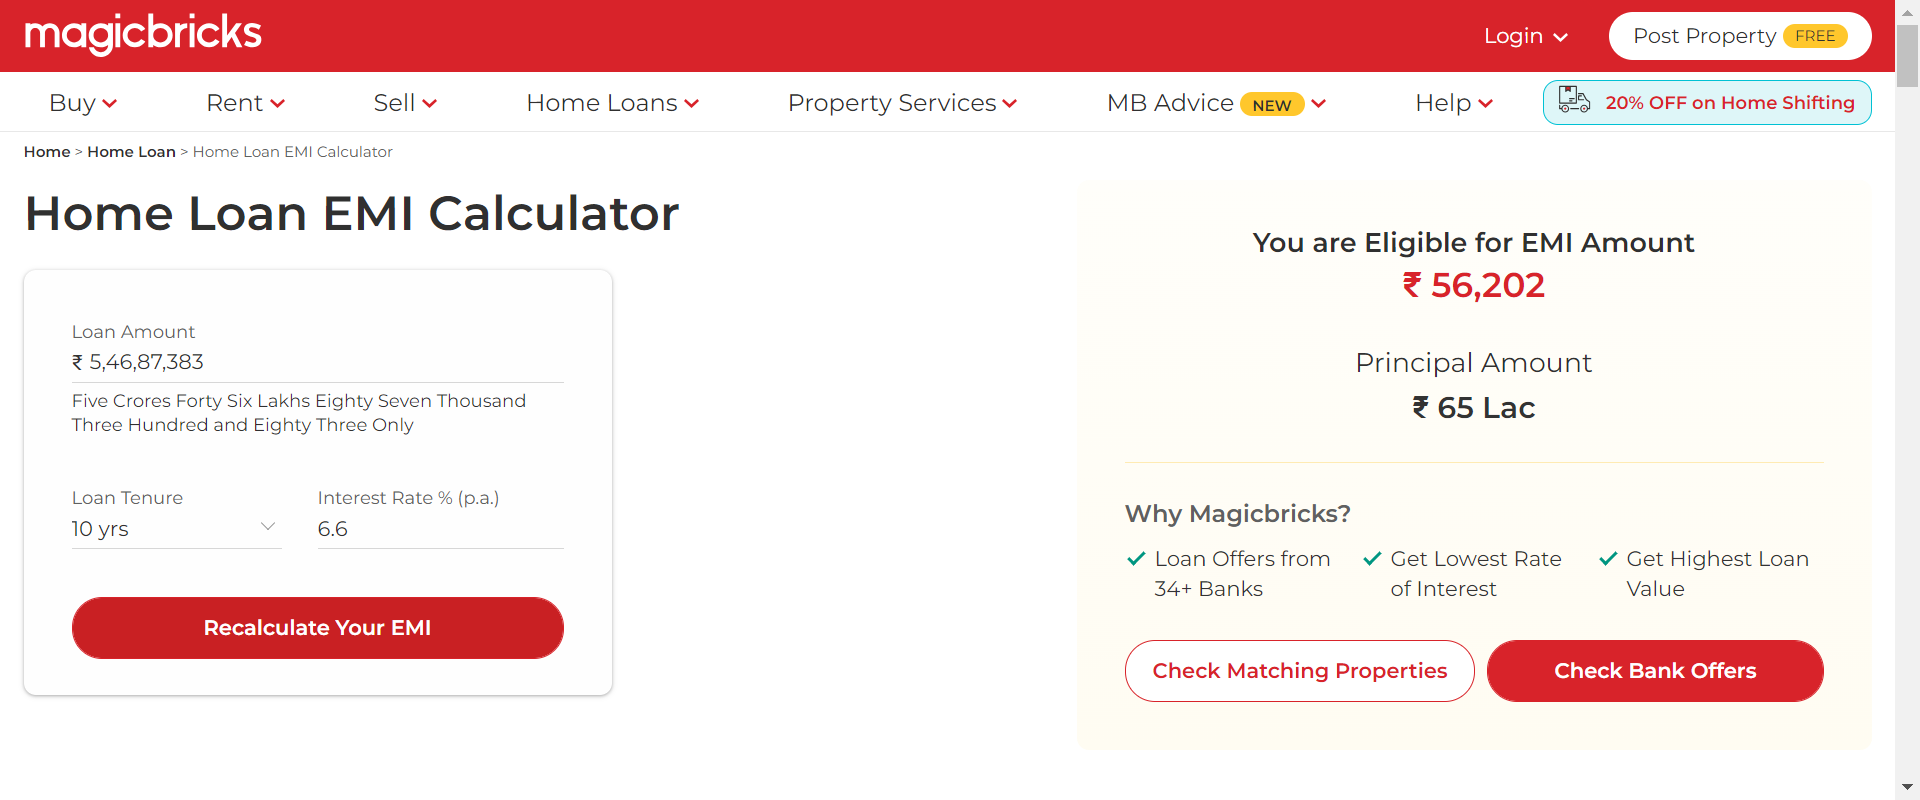 magicbricks
Login
Post Property FREE
Buy Rent Sell Home Loans Property Services MB Advice NEW Help 20% OFF on Home Shifting
Home > Home Loan > Home Loan EMI Calculator
Home Loan EMI Calculator
Loan Amount
₹ 5,46,87,383
Five Crores Forty Six Lakhs Eighty Seven Thousand
Three Hundred and Eighty Three Only
Loan Tenure Interest Rate % (p.a.)
10 yrs 6.6
Recalculate Your EMI
You are Eligible for EMI Amount
₹ 56,202
Principal Amount
₹ 65 Lac
Why Magicbricks?
Loan Offers from
34+ Banks
Get Lowest Rate
of Interest
Get Highest Loan
Value
Check Matching Properties
Check Bank Offers